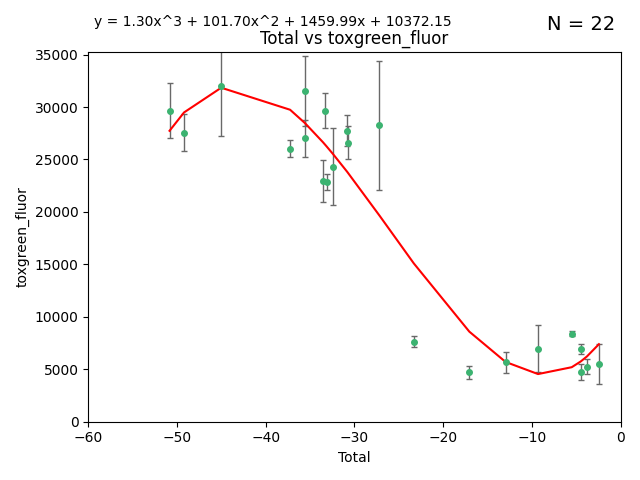 y = 1.30x^3 + 101.70x^2 + 1459.99x + 10372.15
N = 22
Total vs toxgreen_fluor
35000
30000
25000
20000
15000
10000
5000
0
toxgreen_fluor
−60 −50 −40 −30 −20 −10 0
Total